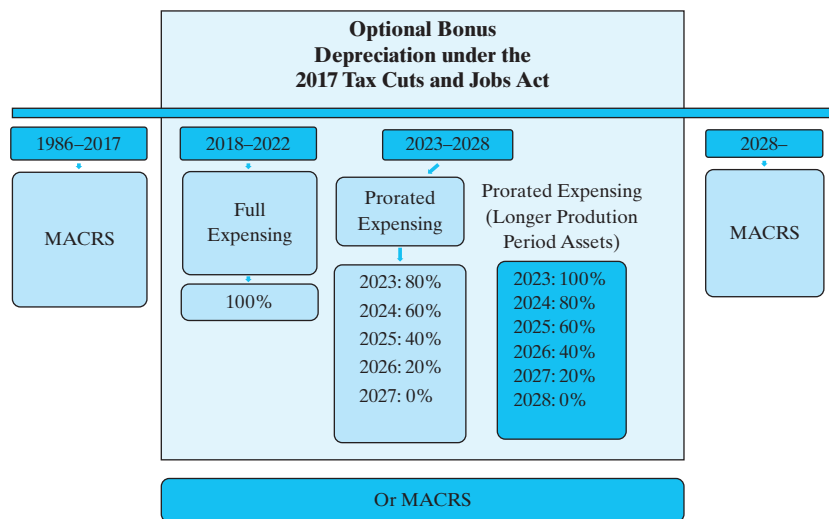 Optional Bonus
Depreciation under the
2017 Tax Cuts and Jobs Act
1986–2017
MACRS
2018–2022
Full
Expensing
100%
2023–2028
Prorated
Expensing
2023: 80%
2024: 60%
2025: 40%
2026: 20%
2027: 0%
Prorated Expensing
(Longer Prodution
Period Assets)
2023: 100%
2024: 80%
2025: 60%
2026: 40%
2027: 20%
2028: 0%
2028–
MACRS
Or MACRS